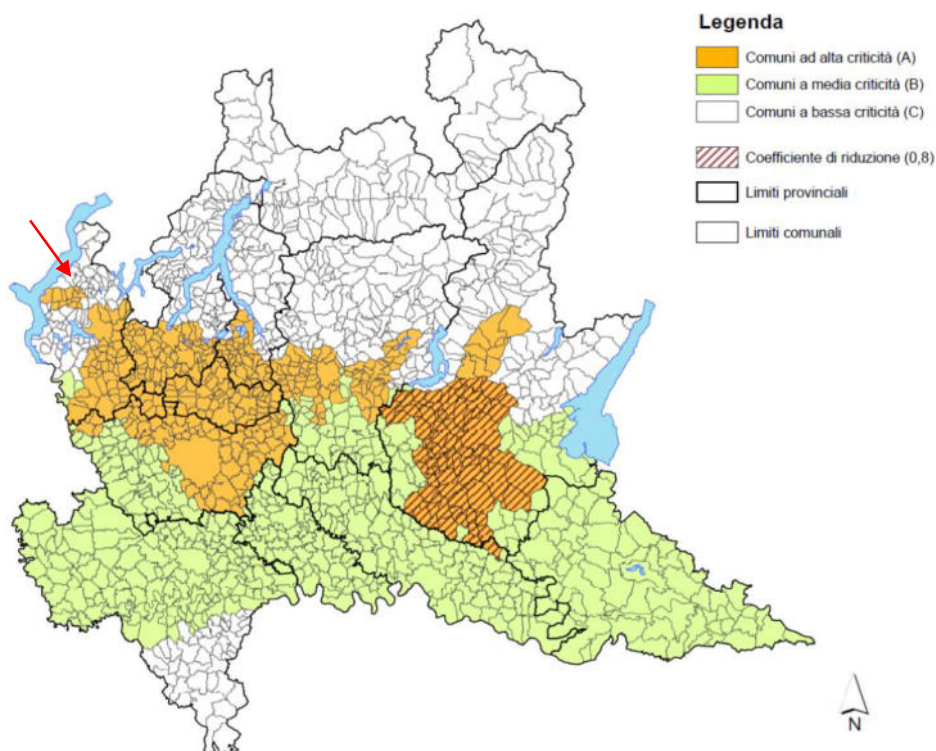 Legenda
Comuni ad alta criticità (A)
Comuni a media criticità (B)
Comuni a bassa criticità (C)
Coefficiente di riduzione (0,8)
Limiti provinciali
Limiti comunali
N